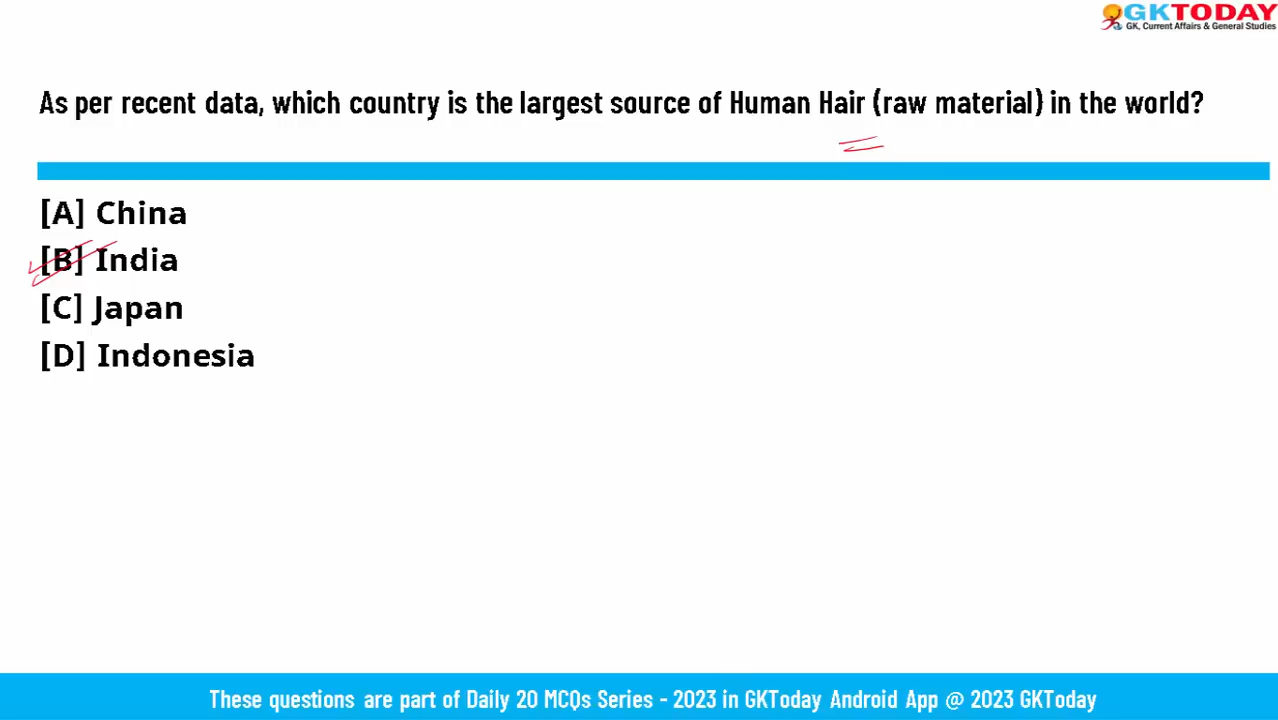 GKTODAY
GK, Current Affairs & General Studies
As per recent data, which country is the largest source of Human Hair (raw material) in the world?
[A] China
[B] India
[C] Japan
[D] Indonesia
These questions are part of Daily 20 MCQs Series - 2023 in GKToday Android App @ 2023 GKToday